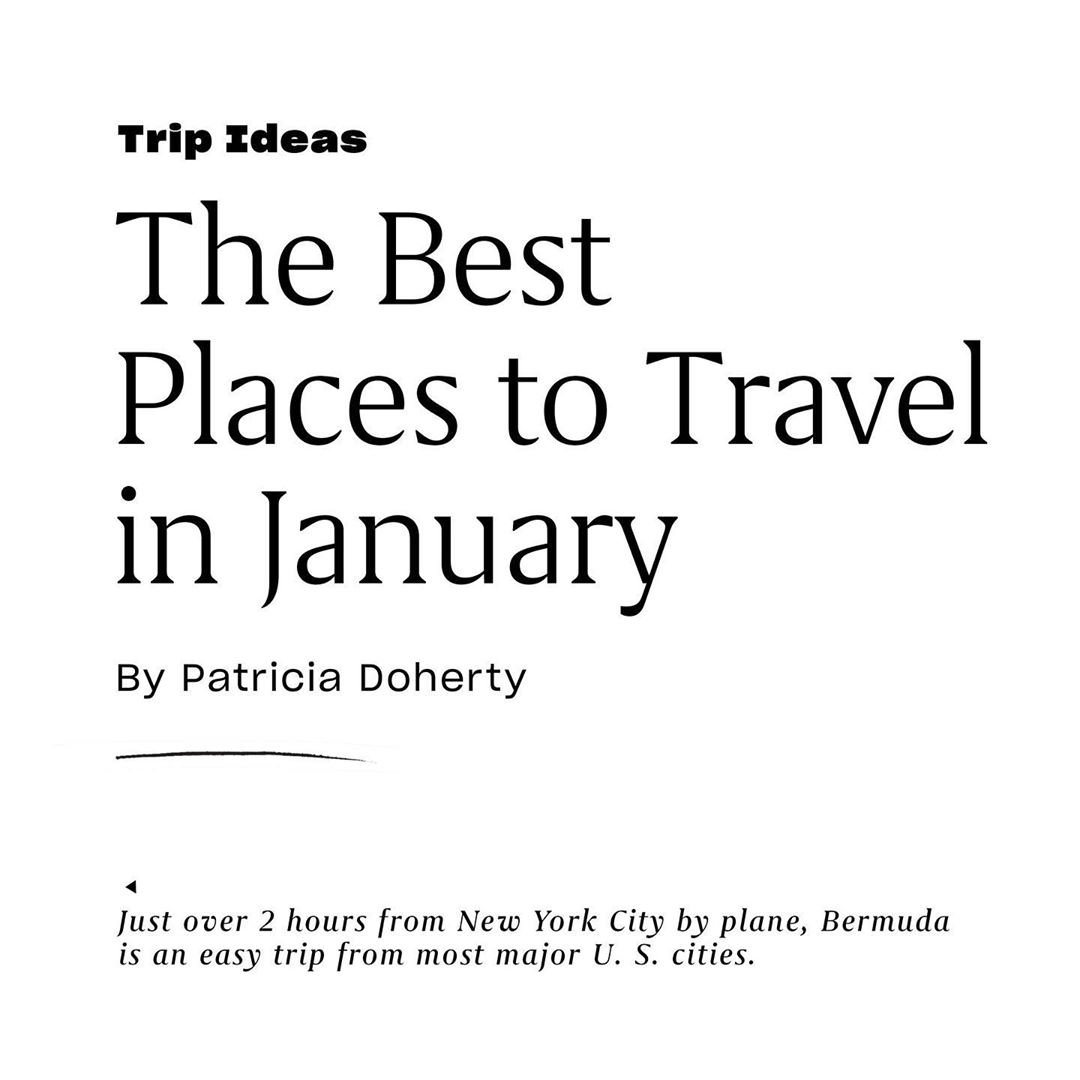 Trip Ideas
The Best
Places to Travel
in January
By Patricia Doherty
Just over 2 hours from New York City by plane, Bermuda
is an easy trip from most major U. S. cities.